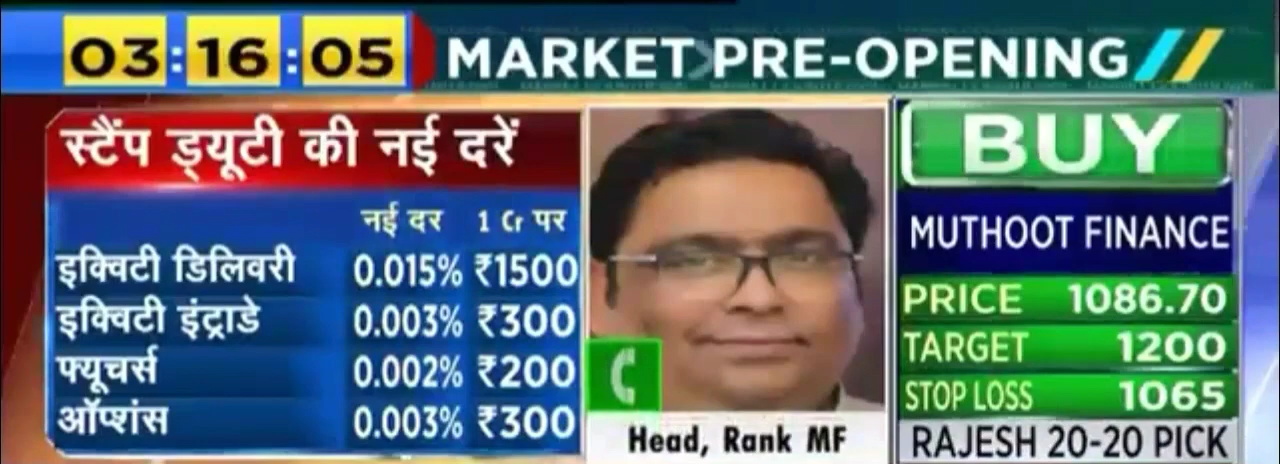 03:16:05 MARKET PRE-OPENING
स्टैंप ड्यूटी की नई दरें
नई दर 1 Cr पर
इक्विटी डिलिवरी 0.015% ₹1500
इक्विटी इंट्राडे 0.003% ₹300
फ्यूचर्स 0.002% ₹200
ऑप्शंस 0.003% ₹300
Head, Rank MF
BUY
MUTHOOT FINANCE
PRICE 1086.70
TARGET 1200
STOP LOSS 1065
RAJESH 20-20 PICK